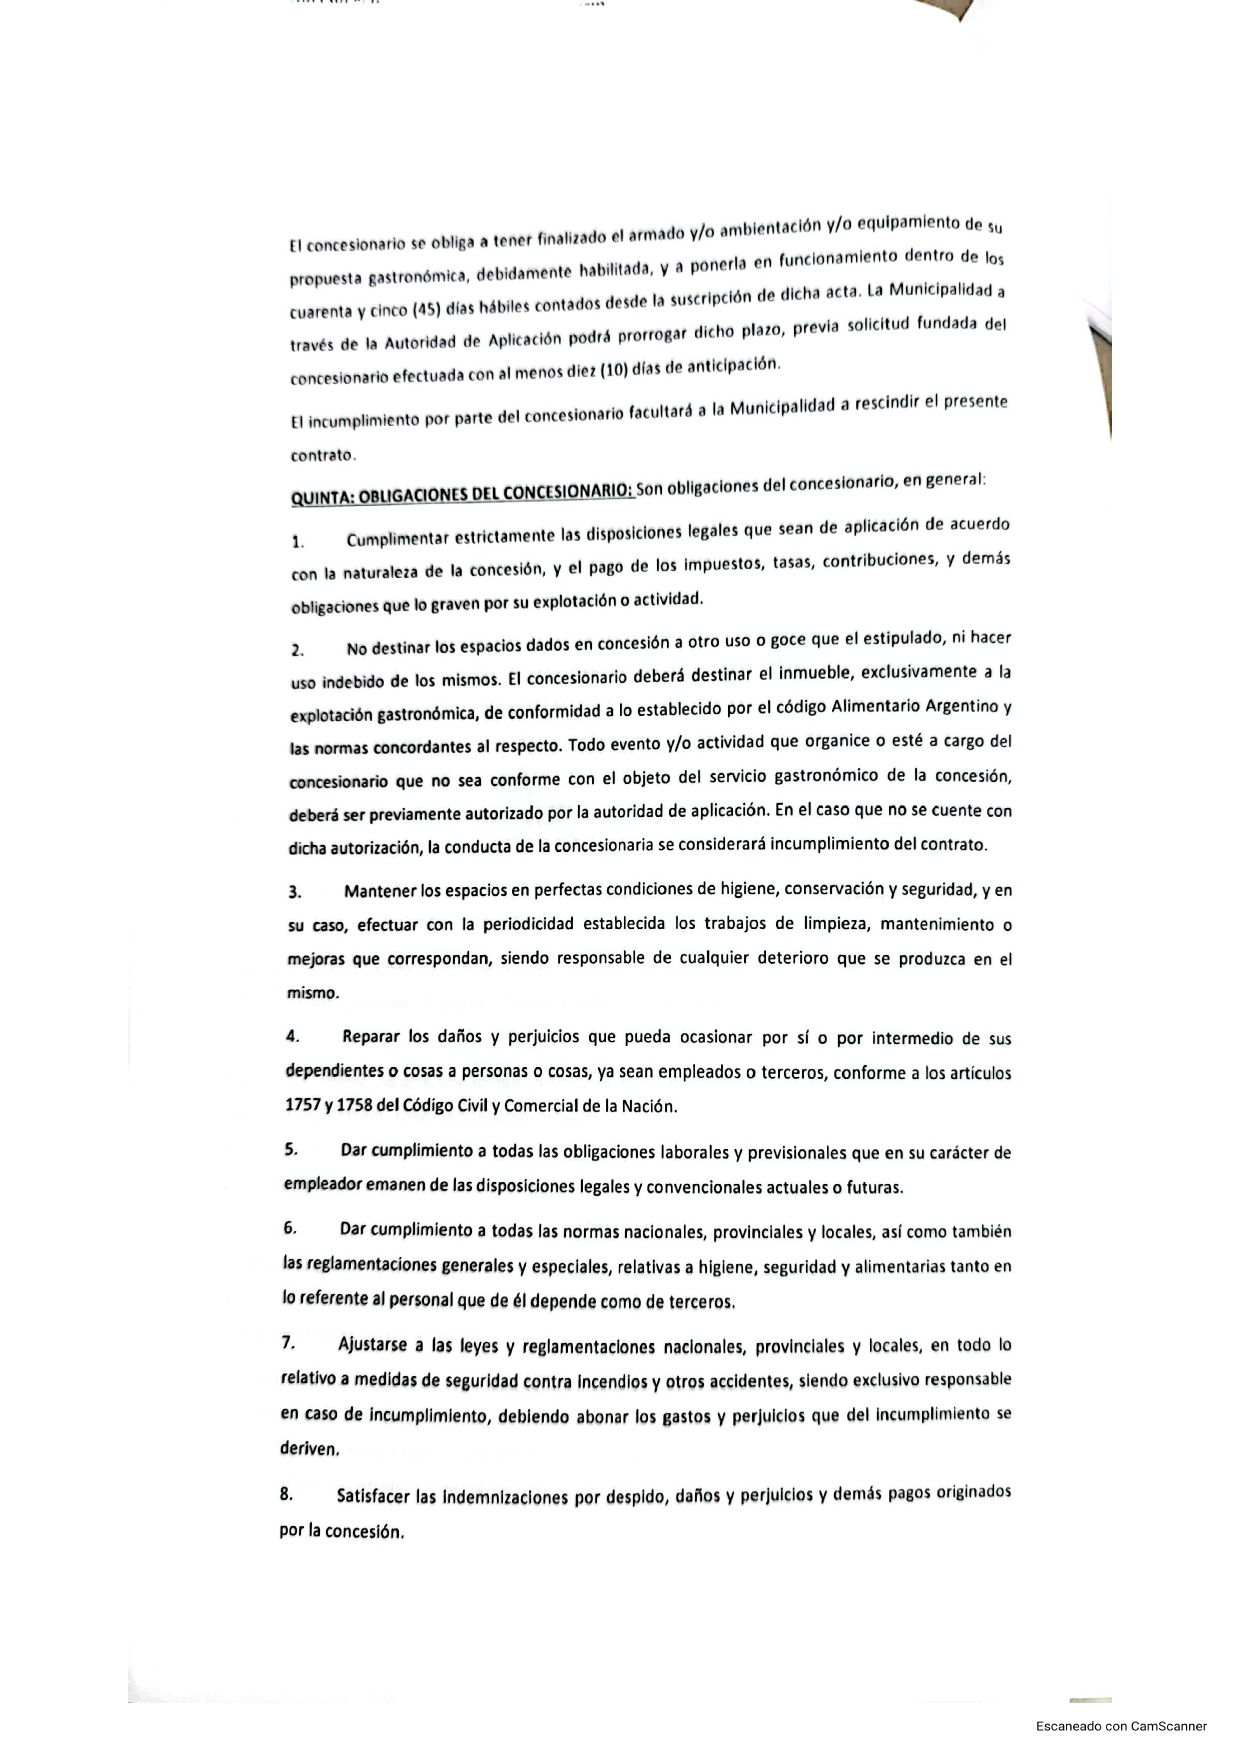 El concesionario se obliga a tener finalizado el armado y/o ambientación y/o equipamiento de su
propuesta gastronómica, debidamente habilitada, y a ponerla en funcionamiento dentro de los
cuarenta y cinco (45) días hábiles contados desde la suscripción de dicha acta. La Municipalidad a
través de la Autoridad de Aplicación podrá prorrogar dicho plazo, previa solicitud fundada del
concesionario efectuada con al menos diez (10) días de anticipación.
El incumplimiento por parte del concesionario facultará a la Municipalidad a rescindir el presente
contrato.
QUINTA: OBLIGACIONES DEL CONCESIONARIO: Son obligaciones del concesionario, en general:
1. Cumplimentar estrictamente las disposiciones legales que sean de aplicación de acuerdo
con la naturaleza de la concesión, y el pago de los impuestos, tasas, contribuciones, y demás
obligaciones que lo graven por su explotación o actividad.
2. No destinar los espacios dados en concesión a otro uso o goce que el estipulado, ni hacer
uso indebido de los mismos. El concesionario deberá destinar el inmueble, exclusivamente a la
explotación gastronómica, de conformidad a lo establecido por el código Alimentario Argentino y
las normas concordantes al respecto. Todo evento y/o actividad que organice o esté a cargo del
concesionario que no sea conforme con el objeto del servicio gastronómico de la concesión,
deberá ser previamente autorizado por la autoridad de aplicación. En el caso que no se cuente con
dicha autorización, la conducta de la concesionaria se considerará incumplimiento del contrato.
3. Mantener los espacios en perfectas condiciones de higiene, conservación y seguridad, y en
su caso, efectuar con la periodicidad establecida los trabajos de limpieza, mantenimiento o
mejoras que correspondan, siendo responsable de cualquier deterioro que se produzca en el
mismo.
4. Reparar los daños y perjuicios que pueda ocasionar por sí o por intermedio de sus
dependientes o cosas a personas o cosas, ya sean empleados o terceros, conforme a los artículos
1757 y 1758 del Código Civil y Comercial de la Nación.
5. Dar cumplimiento a todas las obligaciones laborales y previsionales que en su carácter de
empleador emanen de las disposiciones legales y convencionales actuales o futuras.
6. Dar cumplimiento a todas las normas nacionales, provinciales y locales, así como también
las reglamentaciones generales y especiales, relativas a higiene, seguridad y alimentarias tanto en
lo referente al personal que de él depende como de terceros.
7. Ajustarse a las leyes y reglamentaciones nacionales, provinciales y locales, en todo lo
relativo a medidas de seguridad contra incendios y otros accidentes, siendo exclusivo responsable
en caso de incumplimiento, debiendo abonar los gastos y perjuicios que del incumplimiento se
deriven.
8. Satisfacer las indemnizaciones por despido, daños y perjuicios y demás pagos originados
por la concesión.
Escaneado con CamScanner